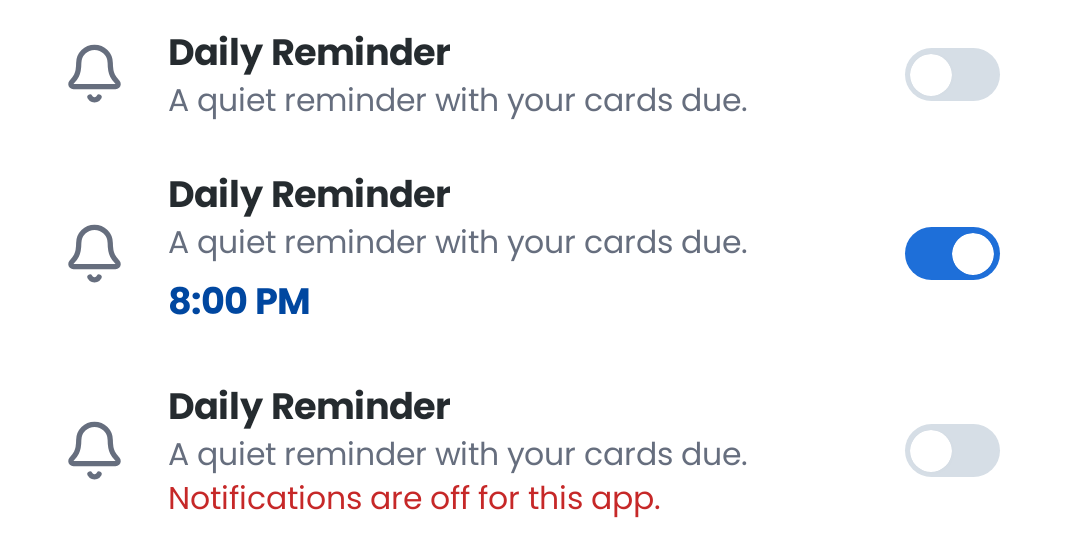 Daily Reminder
A quiet reminder with your cards due.
Daily Reminder
A quiet reminder with your cards due.
8:00 PM
Daily Reminder
A quiet reminder with your cards due.
Notifications are off for this app.